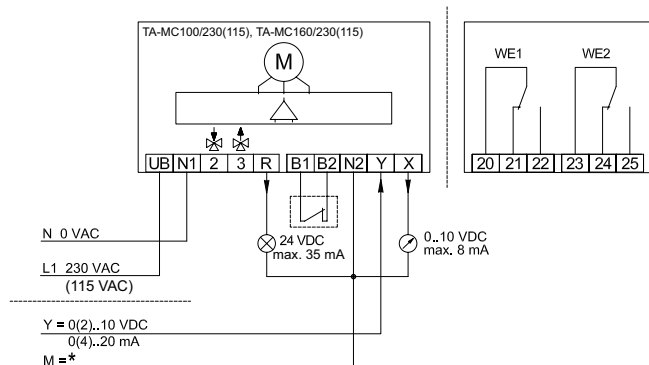 TA-MC100/230(115), TA-MC160/230(115)
M
UB N1 2 3 R B1 B2 N2 Y X
WE1 WE2
20 21 22 23 24 25
N 0 VAC
24 VDC
max. 35 mA
0..10 VDC
max. 8 mA
L1 230 VAC
(115 VAC)
Y = 0(2)..10 VDC
0(4)..20 mA
M =*